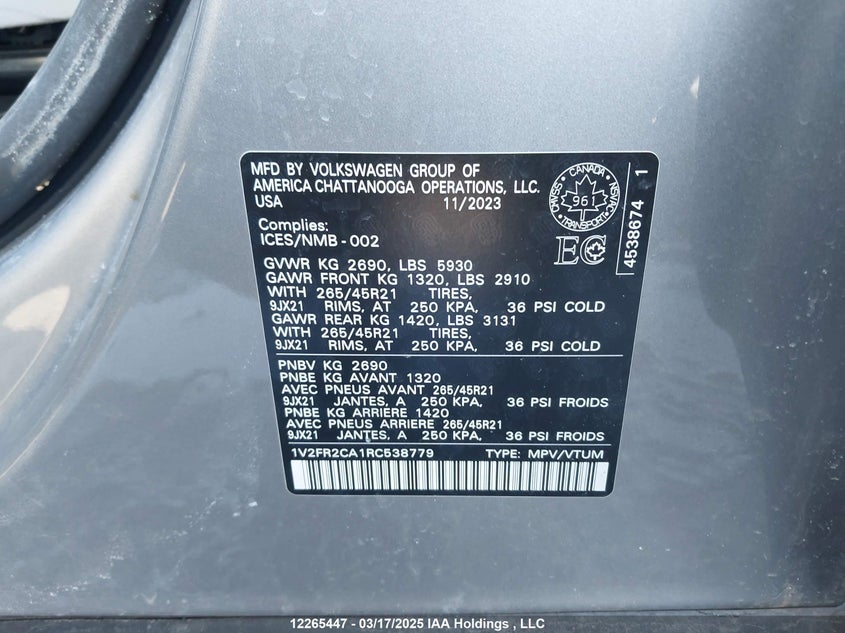 MFD BY VOLKSWAGEN GROUP OF
AMERICA CHATTANOOGA OPERATIONS, LLC.
USA 11/2023
Complies:
ICES/NMB-002
CANADA
961
TRANSPORT
EC
4538674 1
GVWR KG 2690, LBS 5930
GAWR FRONT KG 1320, LBS 2910
WITH 265/45R21 TIRES,
9JX21 RIMS, AT 250 KPA, 36 PSI COLD
GAWR REAR KG 1420, LBS 3131
WITH 265/45R21 TIRES,
9JX21 RIMS, AT 250 KPA, 36 PSI COLD
PNBV KG 2690
PNBE KG AVANT 1320
AVEC PNEUS AVANT 265/45R21
9JX21 JANTES, A 250 KPA, 36 PSI FROIDS
PNBE KG ARRIERE 1420
AVEC PNEUS ARRIERE 265/45R21
9JX21 JANTES, A 250 KPA, 36 PSI FROIDS
1V2FR2CA1RC538779 TYPE: MPV/VTUM
12265447 - 03/17/2025 IAA Holdings , LLC